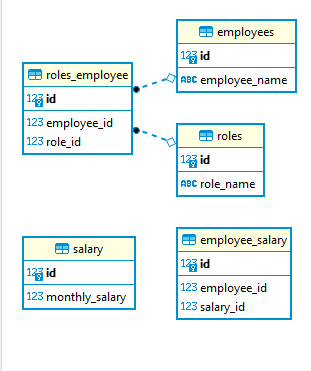 employees
123 id
ABC employee_name
roles_employee
123 id
123 employee_id
123 role_id
roles
123 id
ABC role_name
salary
123 id
123 monthly_salary
employee_salary
123 id
123 employee_id
123 salary_id